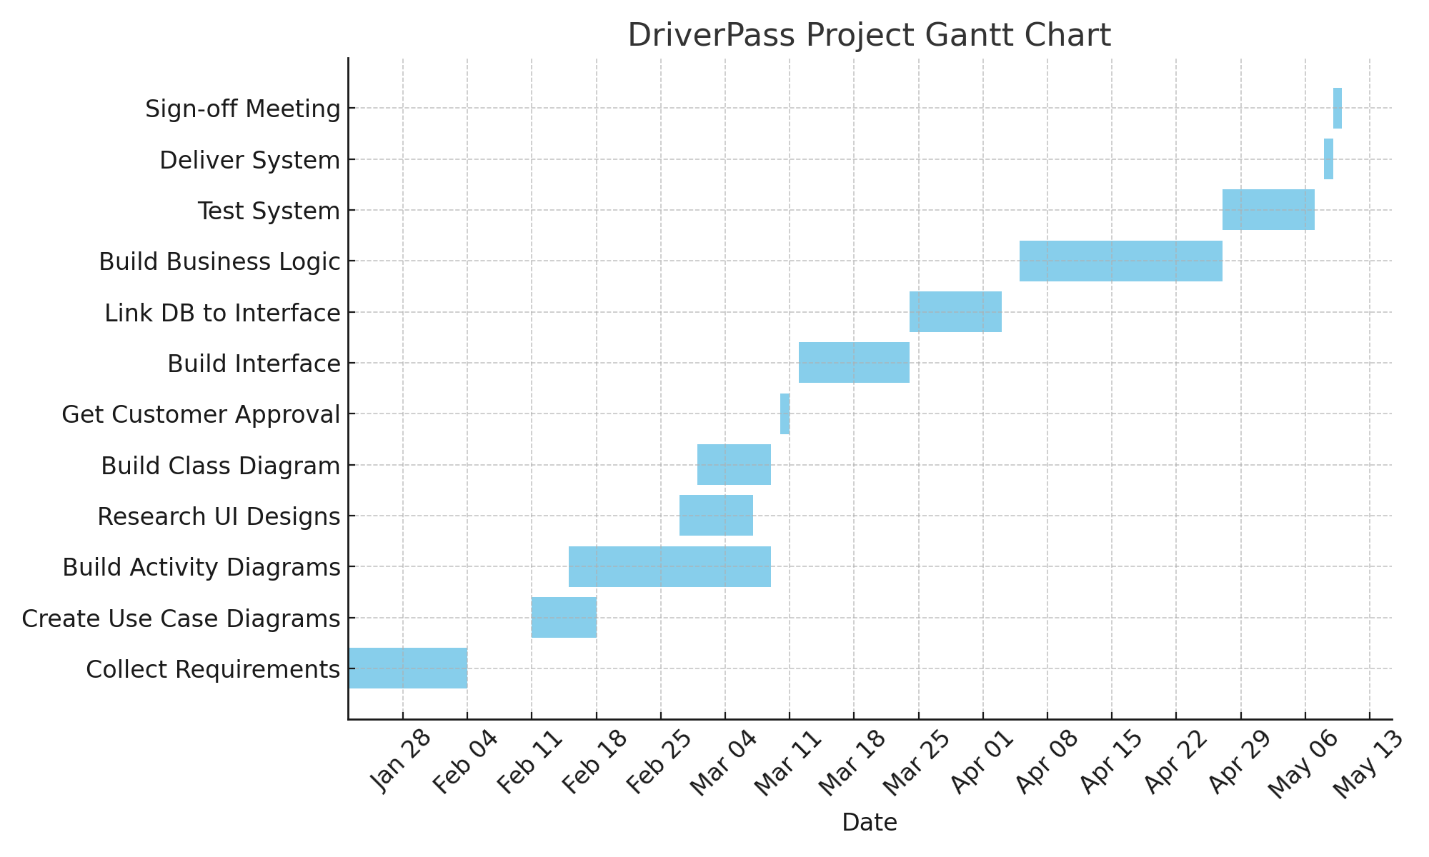 DriverPass Project Gantt Chart
Sign-off Meeting
Deliver System
Test System
Build Business Logic
Link DB to Interface
Build Interface
Get Customer Approval
Build Class Diagram
Research UI Designs
Build Activity Diagrams
Create Use Case Diagrams
Collect Requirements
Jan 28
Feb 04
Feb 11
Feb 18
Feb 25
Mar 04
Mar 11
Mar 18
Mar 25
Apr 01
Apr 08
Apr 15
Apr 22
Apr 29
May 06
May 13
Date